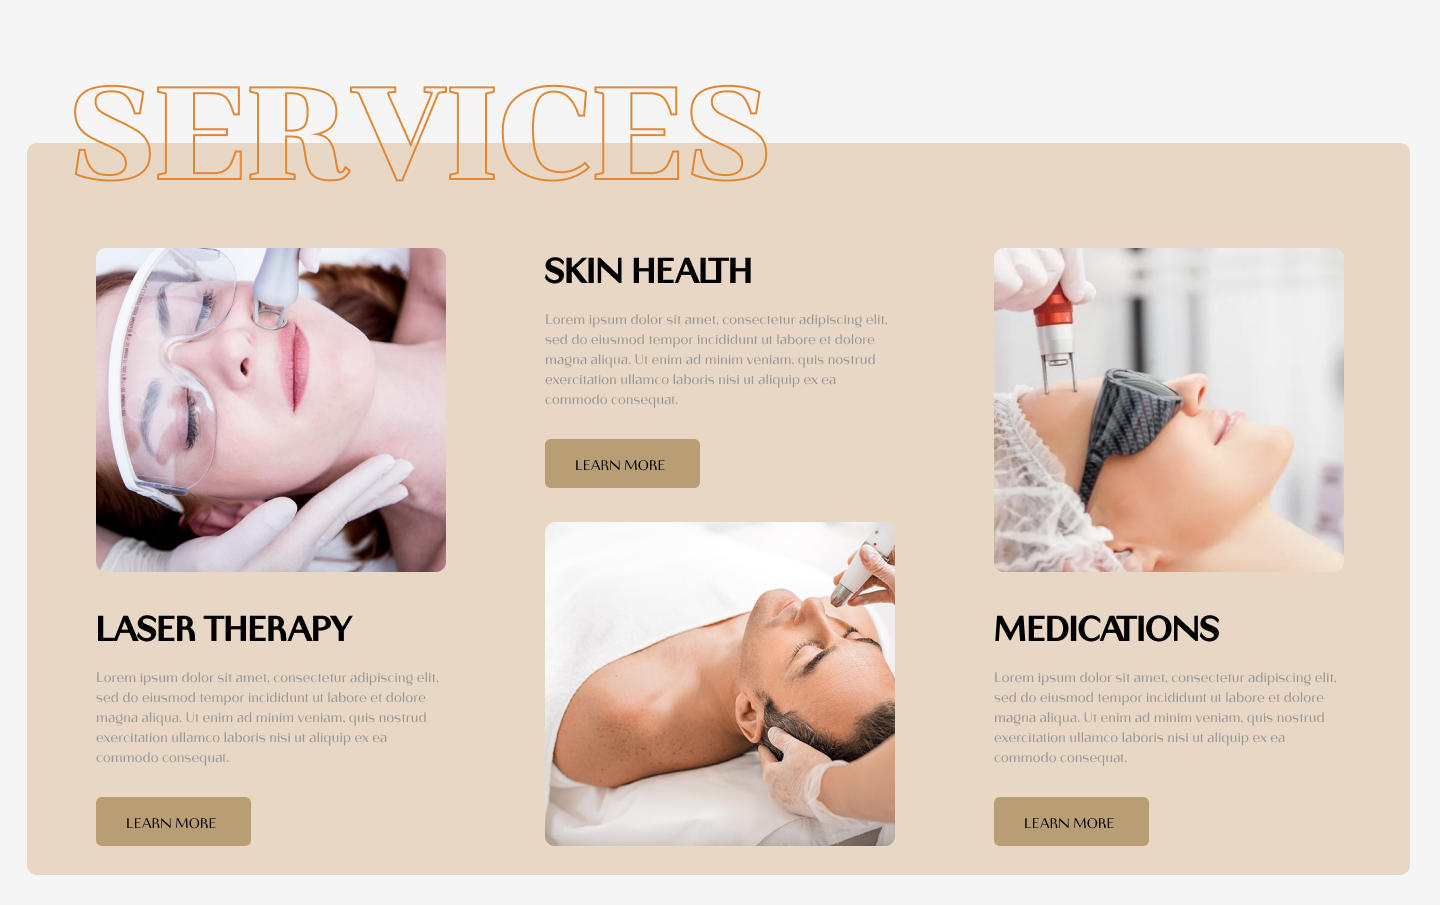 SERVICES
LASER THERAPY
Lorem ipsum dolor sit amet, consectetur adipiscing elit,
sed do eiusmod tempor incididunt ut labore et dolore
magna aliqua. Ut enim ad minim veniam, quis nostrud
exercitation ullamco laboris nisi ut aliquip ex ea
commodo consequat.
LEARN MORE
SKIN HEALTH
Lorem ipsum dolor sit amet, consectetur adipiscing elit,
sed do eiusmod tempor incididunt ut labore et dolore
magna aliqua. Ut enim ad minim veniam, quis nostrud
exercitation ullamco laboris nisi ut aliquip ex ea
commodo consequat.
LEARN MORE
MEDICATIONS
Lorem ipsum dolor sit amet, consectetur adipiscing elit,
sed do eiusmod tempor incididunt ut labore et dolore
magna aliqua. Ut enim ad minim veniam, quis nostrud
exercitation ullamco laboris nisi ut aliquip ex ea
commodo consequat.
LEARN MORE